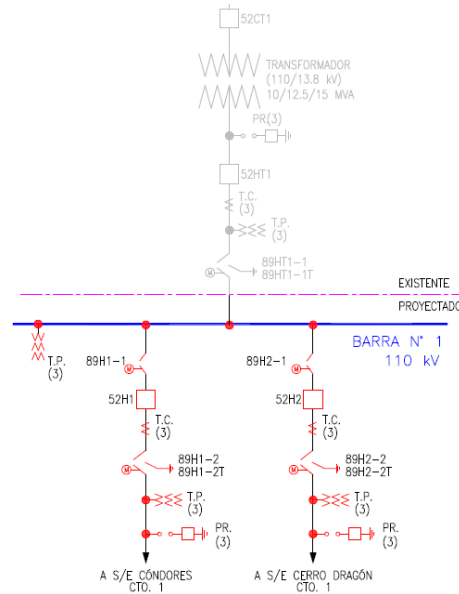 52CT1
TRANSFORMADOR
(110/13.8 kV)
10/12.5/15 MVA
PR(3)
52HT1
T.C.
(3)
T.P.
(3)
89HT1-1
89HT1-1T
M
EXISTENTE
PROYECTADO
BARRA N° 1
110 kV
T.P.
(3)
89H1-1
M
52H1
T.C.
(3)
89H1-2
89H1-2T
M
T.P.
(3)
PR.
(3)
A S/E CÓNDORES
CTO. 1
89H2-1
M
52H2
T.C.
(3)
89H2-2
89H2-2T
M
T.P.
(3)
PR.
(3)
A S/E CERRO DRAGÓN
CTO. 1